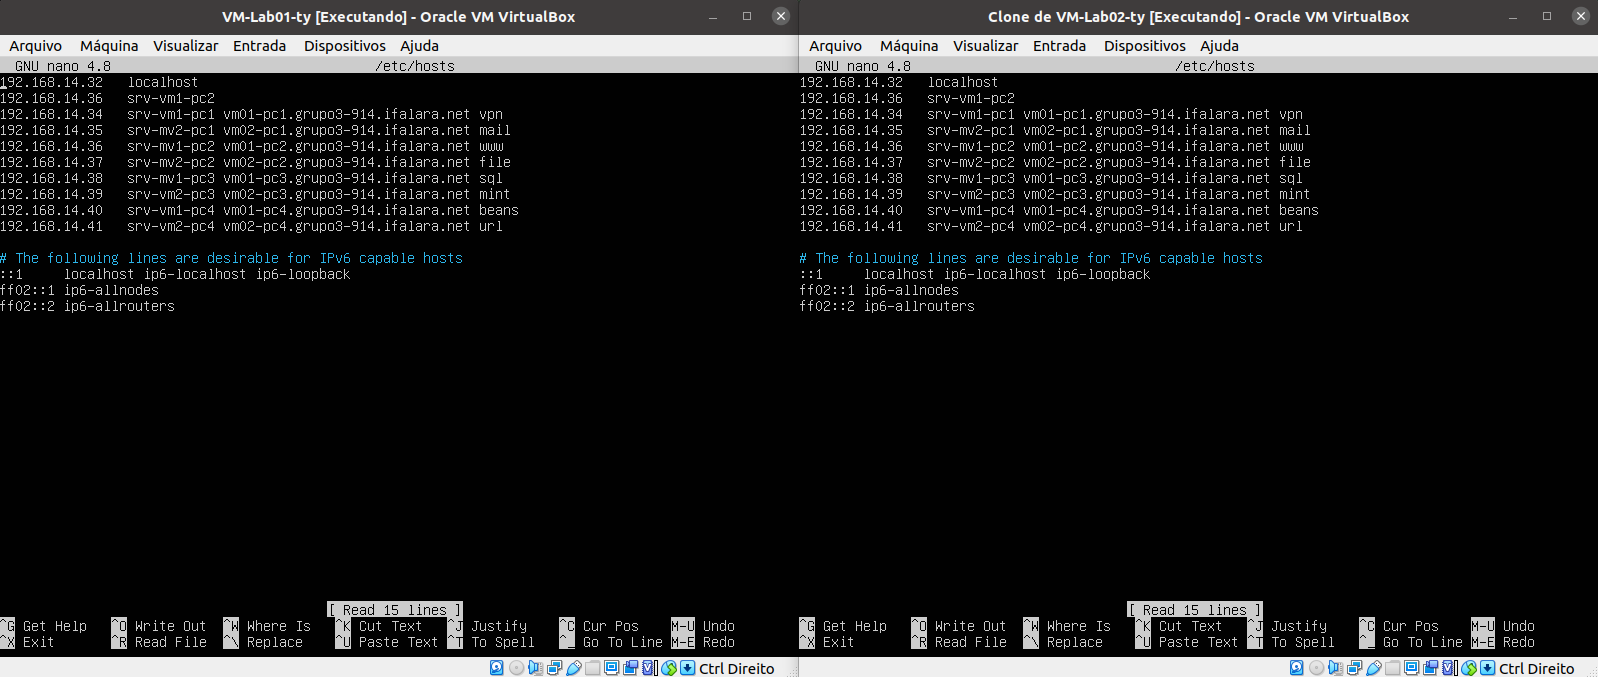 VM-Lab01-ty [Executando] - Oracle VM VirtualBox
Arquivo Máquina Visualizar Entrada Dispositivos Ajuda
GNU nano 4.8 /etc/hosts
192.168.14.32 localhost
192.168.14.36 srv-vm1-pc2
192.168.14.34 srv-vm1-pc1 vm01-pc1.grupo3-914.ifalara.net vpn
192.168.14.35 srv-mv2-pc1 vm02-pc1.grupo3-914.ifalara.net mail
192.168.14.36 srv-mv1-pc2 vm01-pc2.grupo3-914.ifalara.net www
192.168.14.37 srv-mv2-pc2 vm02-pc2.grupo3-914.ifalara.net file
192.168.14.38 srv-mv1-pc3 vm01-pc3.grupo3-914.ifalara.net sql
192.168.14.39 srv-vm2-pc3 vm02-pc3.grupo3-914.ifalara.net mint
192.168.14.40 srv-vm1-pc4 vm01-pc4.grupo3-914.ifalara.net beans
192.168.14.41 srv-vm2-pc4 vm02-pc4.grupo3-914.ifalara.net url
# The following lines are desirable for IPv6 capable hosts
::1 localhost ip6-localhost ip6-loopback
ff02::1 ip6-allnodes
ff02::2 ip6-allrouters
[ Read 15 lines ]
^G Get Help ^O Write Out ^W Where Is ^K Cut Text ^J Justify ^C Cur Pos M-U Undo
^X Exit ^R Read File ^\ Replace ^U Paste Text ^T To Spell ^_ Go To Line M-E Redo
Ctrl Direito
Clone de VM-Lab02-ty [Executando] - Oracle VM VirtualBox
Arquivo Máquina Visualizar Entrada Dispositivos Ajuda
GNU nano 4.8 /etc/hosts
192.168.14.32 localhost
192.168.14.36 srv-vm1-pc2
192.168.14.34 srv-vm1-pc1 vm01-pc1.grupo3-914.ifalara.net vpn
192.168.14.35 srv-mv2-pc1 vm02-pc1.grupo3-914.ifalara.net mail
192.168.14.36 srv-mv1-pc2 vm01-pc2.grupo3-914.ifalara.net www
192.168.14.37 srv-mv2-pc2 vm02-pc2.grupo3-914.ifalara.net file
192.168.14.38 srv-mv1-pc3 vm01-pc3.grupo3-914.ifalara.net sql
192.168.14.39 srv-vm2-pc3 vm02-pc3.grupo3-914.ifalara.net mint
192.168.14.40 srv-vm1-pc4 vm01-pc4.grupo3-914.ifalara.net beans
192.168.14.41 srv-vm2-pc4 vm02-pc4.grupo3-914.ifalara.net url
# The following lines are desirable for IPv6 capable hosts
::1 localhost ip6-localhost ip6-loopback
ff02::1 ip6-allnodes
ff02::2 ip6-allrouters
[ Read 15 lines ]
^G Get Help ^O Write Out ^W Where Is ^K Cut Text ^J Justify ^C Cur Pos M-U Undo
^X Exit ^R Read File ^\ Replace ^U Paste Text ^T To Spell ^_ Go To Line M-E Redo
Ctrl Direito